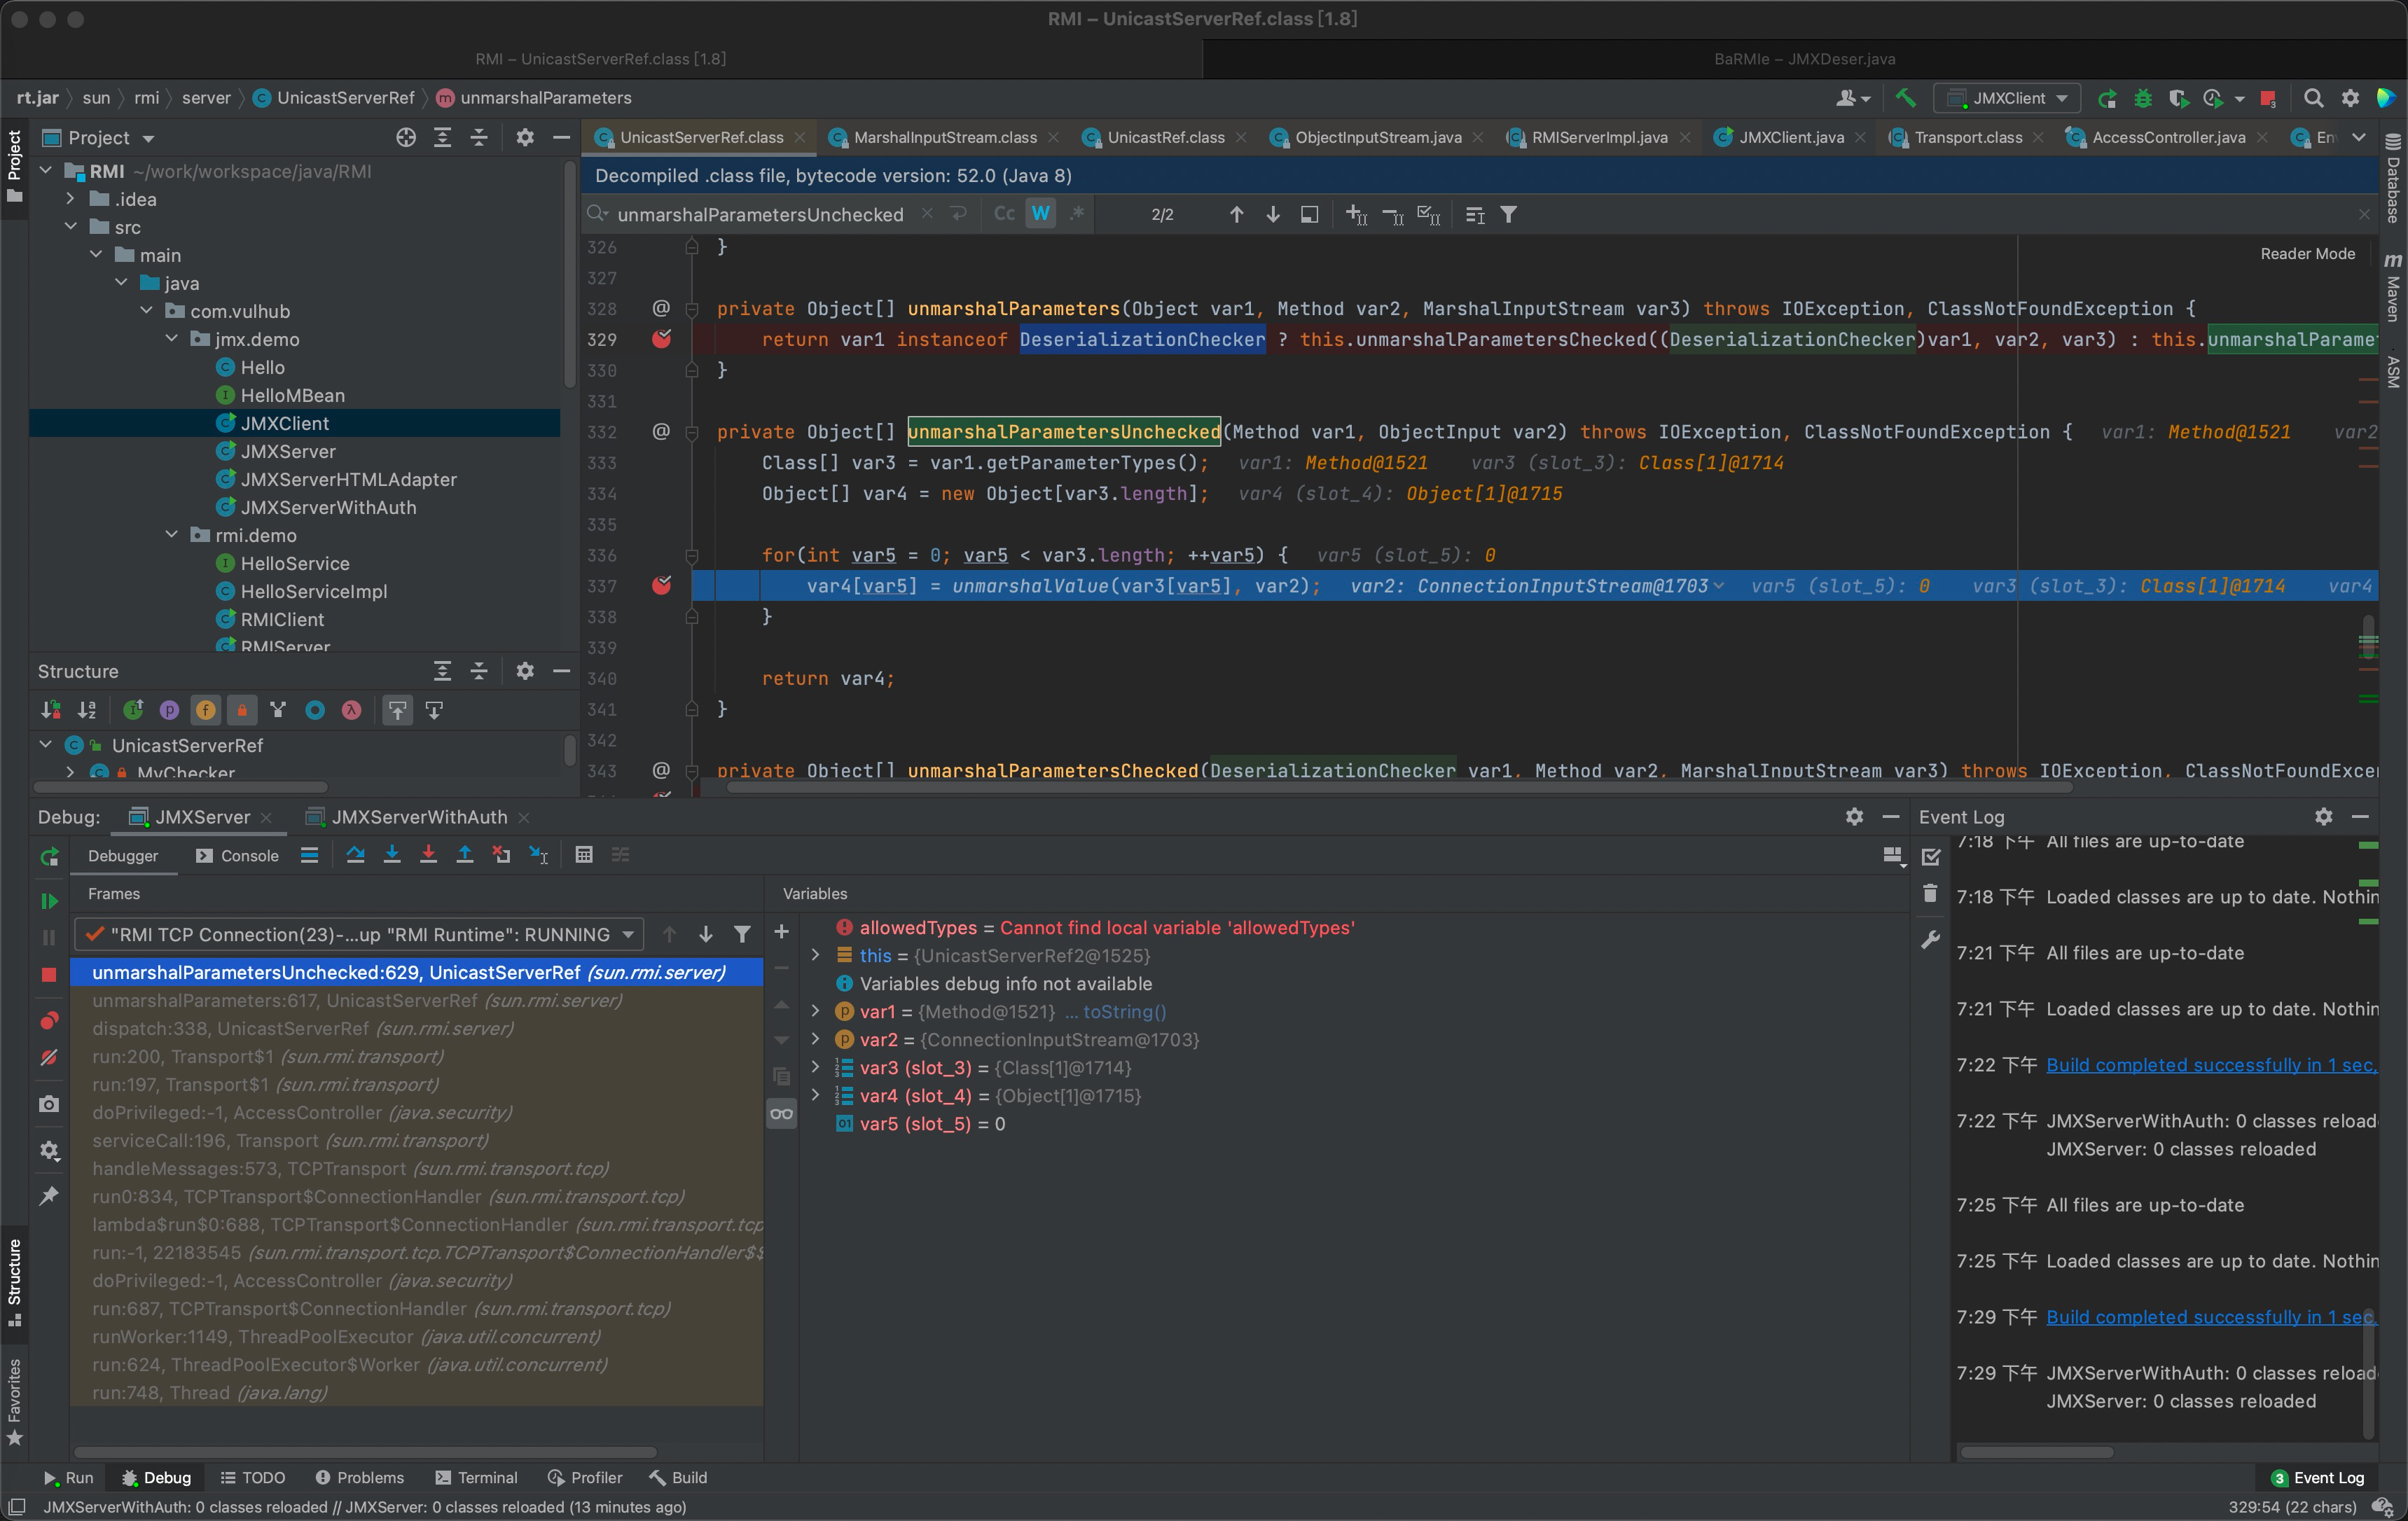 RMI – UnicastServerRef.class [1.8]
RMI – UnicastServerRef.class [1.8]
BaRMIe – JMXDeser.java
rt.jar sun rmi server UnicastServerRef unmarshalParameters
JMXClient
Project
UnicastServerRef.class MarshalInputStream.class UnicastRef.class ObjectInputStream.java RMIServerImpl.java JMXClient.java Transport.class AccessController.java En
Project
RMI ~/work/workspace/java/RMI
.idea
src
main
java
com.vulhub
jmx.demo
Hello
HelloMBean
JMXClient
JMXServer
JMXServerHTMLAdapter
JMXServerWithAuth
rmi.demo
HelloService
HelloServiceImpl
RMIClient
RMIServer
Decompiled .class file, bytecode version: 52.0 (Java 8)
unmarshalParametersUnchecked Cc W .* 2/2
Reader Mode
326 }
327
328 @ private Object[] unmarshalParameters(Object var1, Method var2, MarshalInputStream var3) throws IOException, ClassNotFoundException {
329 return var1 instanceof DeserializationChecker ? this.unmarshalParametersChecked((DeserializationChecker)var1, var2, var3) : this.unmarshalParamet
330 }
331
332 @ private Object[] unmarshalParametersUnchecked(Method var1, ObjectInput var2) throws IOException, ClassNotFoundException { var1: Method@1521 var2
333 Class[] var3 = var1.getParameterTypes(); var1: Method@1521 var3 (slot_3): Class[1]@1714
334 Object[] var4 = new Object[var3.length]; var4 (slot_4): Object[1]@1715
335
336 for(int var5 = 0; var5 < var3.length; ++var5) { var5 (slot_5): 0
337 var4[var5] = unmarshalValue(var3[var5], var2); var2: ConnectionInputStream@1703 var5 (slot_5): 0 var3 (slot_3): Class[1]@1714 var4
338 }
339
340 return var4;
341 }
342
343 @ private Object[] unmarshalParametersChecked(DeserializationChecker var1, Method var2, MarshalInputStream var3) throws IOException, ClassNotFoundExcep
Database
Maven
ASM
Structure
UnicastServerRef
MyChecker
Debug: JMXServer JMXServerWithAuth
Debugger Console
Frames
"RMI TCP Connection(23)-...up "RMI Runtime": RUNNING
unmarshalParametersUnchecked:629, UnicastServerRef (sun.rmi.server)
unmarshalParameters:617, UnicastServerRef (sun.rmi.server)
dispatch:338, UnicastServerRef (sun.rmi.server)
run:200, Transport$1 (sun.rmi.transport)
run:197, Transport$1 (sun.rmi.transport)
doPrivileged:-1, AccessController (java.security)
serviceCall:196, Transport (sun.rmi.transport)
handleMessages:573, TCPTransport (sun.rmi.transport.tcp)
run0:834, TCPTransport$ConnectionHandler (sun.rmi.transport.tcp)
lambda$run$0:688, TCPTransport$ConnectionHandler (sun.rmi.transport.tcp
run:-1, 22183545 (sun.rmi.transport.tcp.TCPTransport$ConnectionHandler$$
doPrivileged:-1, AccessController (java.security)
run:687, TCPTransport$ConnectionHandler (sun.rmi.transport.tcp)
runWorker:1149, ThreadPoolExecutor (java.util.concurrent)
run:624, ThreadPoolExecutor$Worker (java.util.concurrent)
run:748, Thread (java.lang)
Variables
allowedTypes = Cannot find local variable 'allowedTypes'
this = {UnicastServerRef2@1525}
Variables debug info not available
var1 = {Method@1521} ... toString()
var2 = {ConnectionInputStream@1703}
var3 (slot_3) = {Class[1]@1714}
var4 (slot_4) = {Object[1]@1715}
var5 (slot_5) = 0
Event Log
7:18 下午 All files are up-to-date
7:18 下午 Loaded classes are up to date. Nothin
7:21 下午 All files are up-to-date
7:21 下午 Loaded classes are up to date. Nothin
7:22 下午 Build completed successfully in 1 sec,
7:22 下午 JMXServerWithAuth: 0 classes reload
JMXServer: 0 classes reloaded
7:25 下午 All files are up-to-date
7:25 下午 Loaded classes are up to date. Nothin
7:29 下午 Build completed successfully in 1 sec,
7:29 下午 JMXServerWithAuth: 0 classes reload
JMXServer: 0 classes reloaded
Structure
Favorites
Run Debug TODO Problems Terminal Profiler Build 3 Event Log
JMXServerWithAuth: 0 classes reloaded // JMXServer: 0 classes reloaded (13 minutes ago) 329:54 (22 chars)